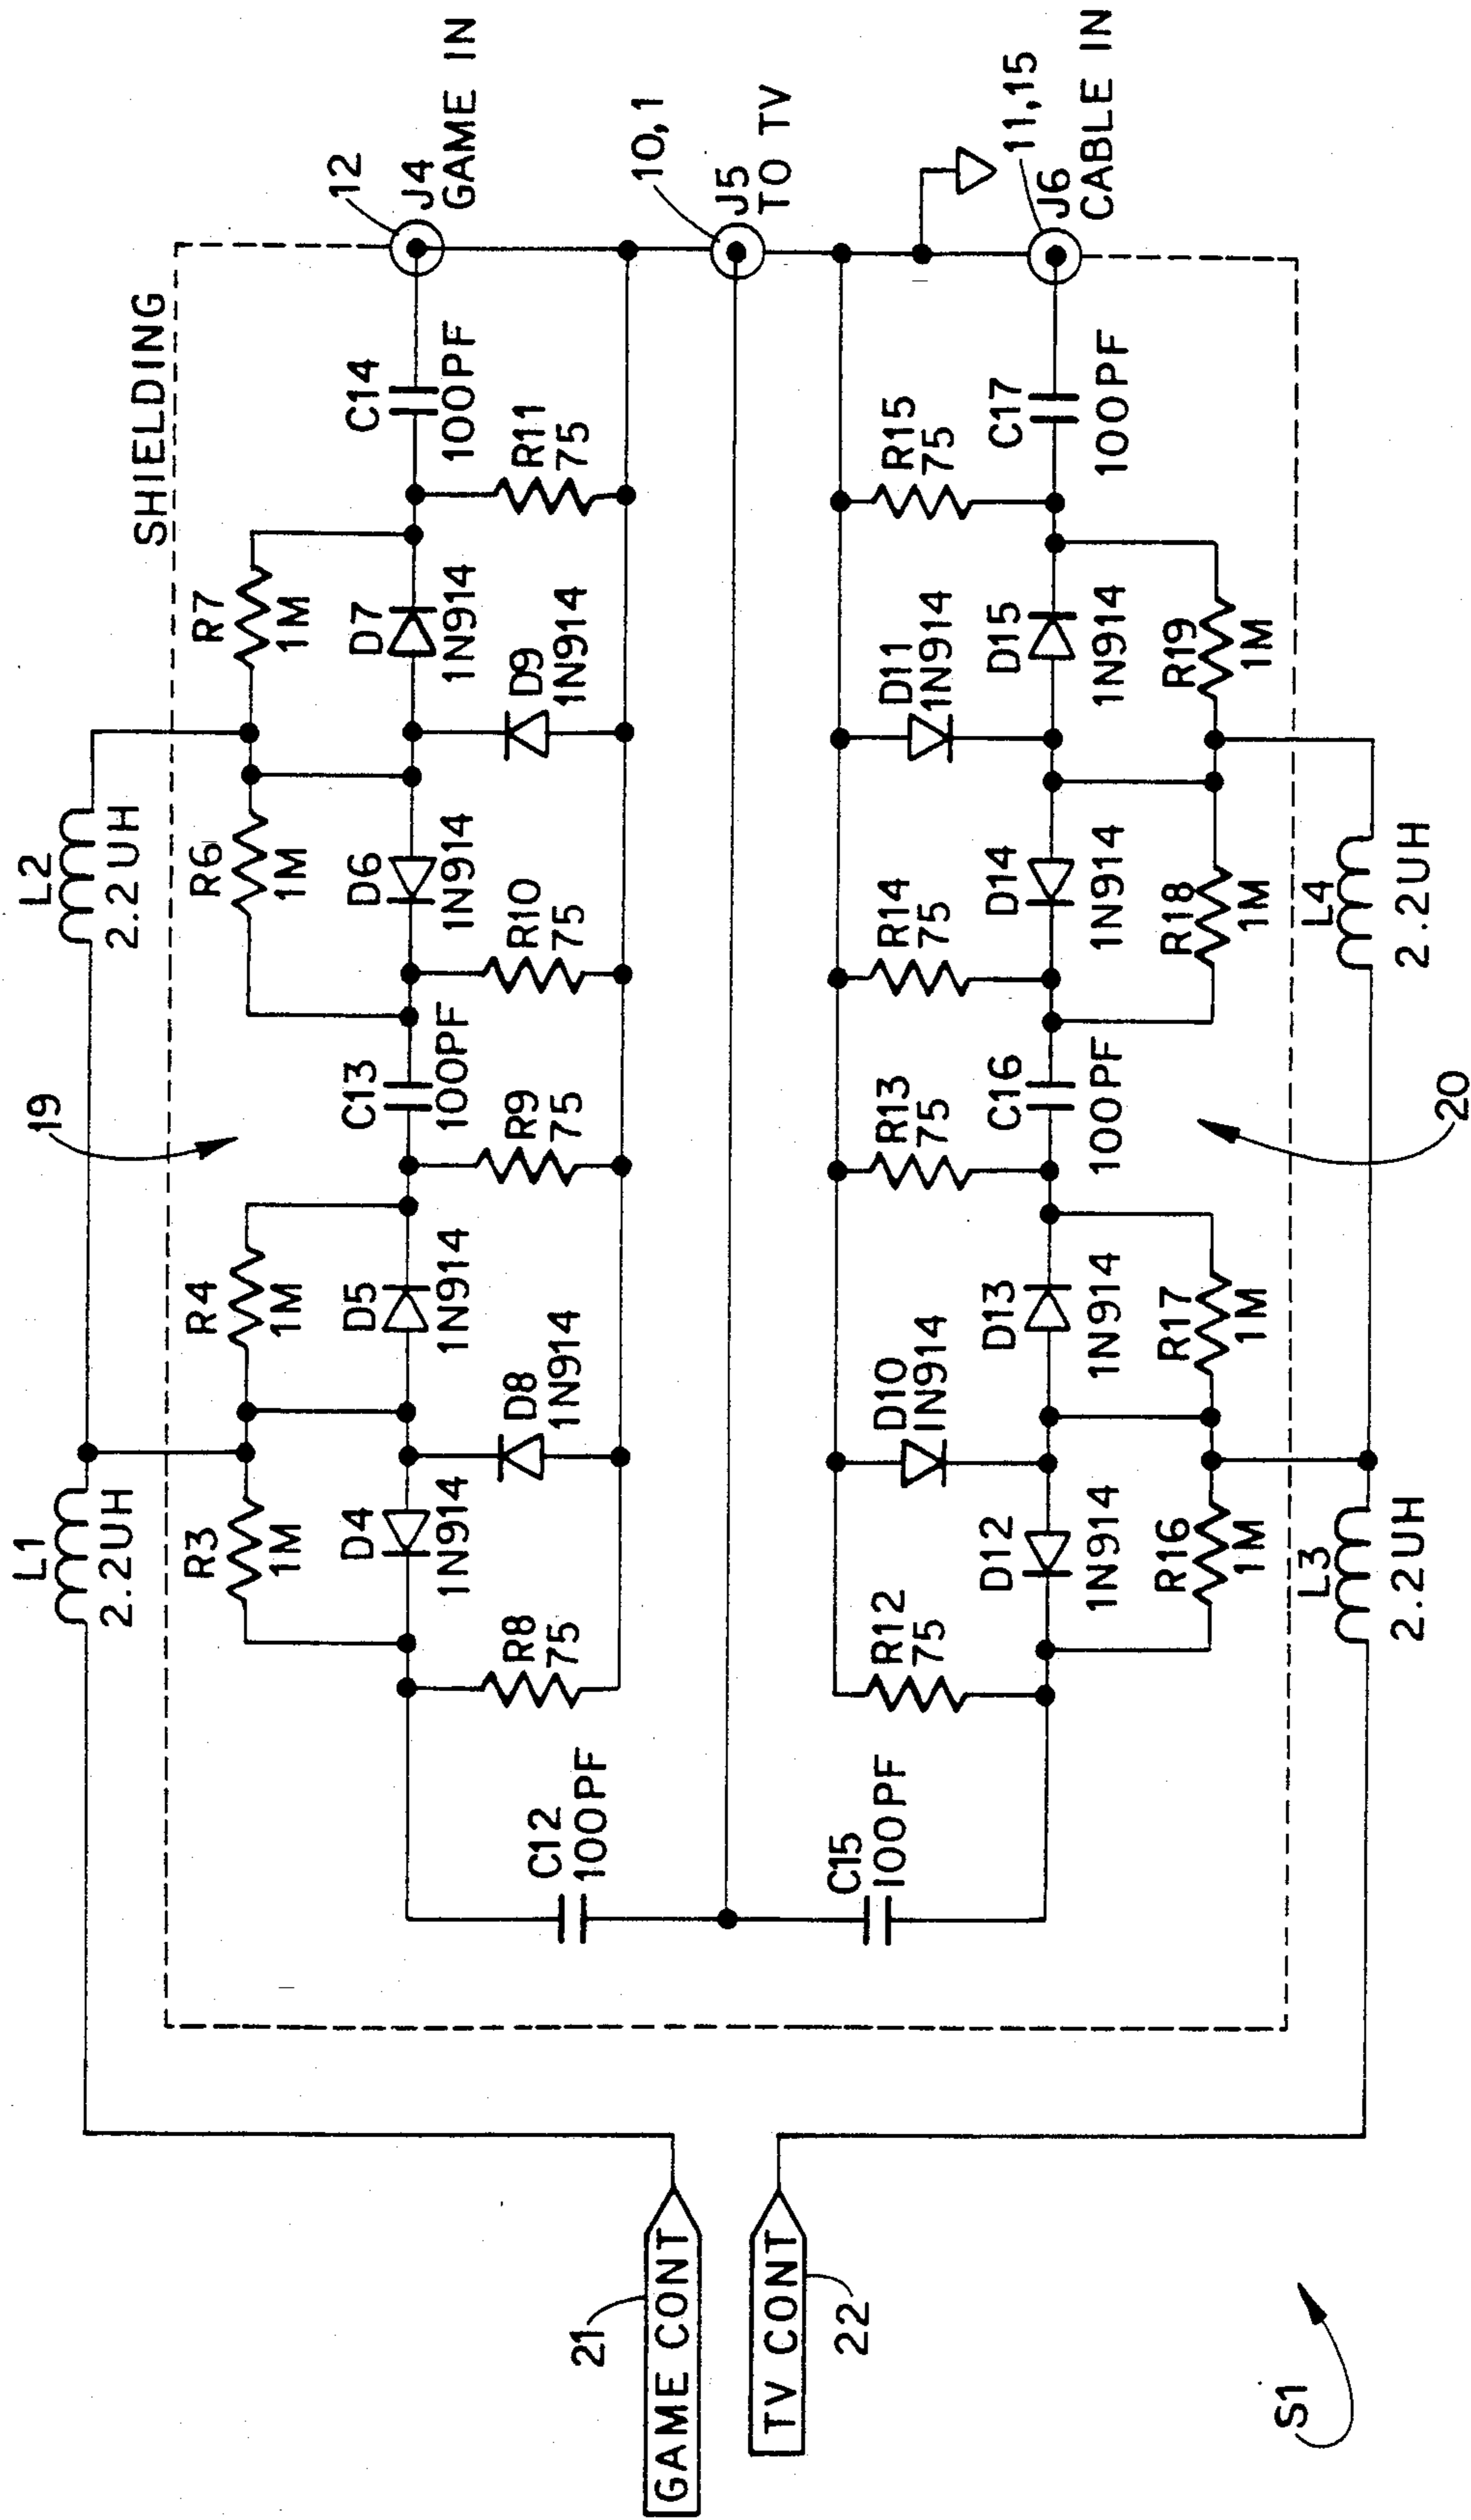 L1
2.2UH
L2
2.2UH
SHIELDING
19
R3
1M
R4
1M
R6
1M
R7
1M
12
J4
GAME IN
D4
1N914
D5
1N914
C13
100PF
D6
1N914
D7
1N914
C14
100PF
R8
75
D8
1N914
R9
75
R10
75
D9
1N914
R11
75
C12
100PF
10,1
J5
TO TV
21
GAME CONT
TV CONT
22
C15
100PF
R12
75
D10
1N914
R13
75
R14
75
D11
1N914
R15
75
11,15
J6
CABLE IN
D12
1N914
D13
1N914
C16
100PF
D14
1N914
D15
1N914
C17
100PF
R16
1M
R17
1M
R18
1M
R19
1M
L3
2.2UH
L4
2.2UH
20
S1